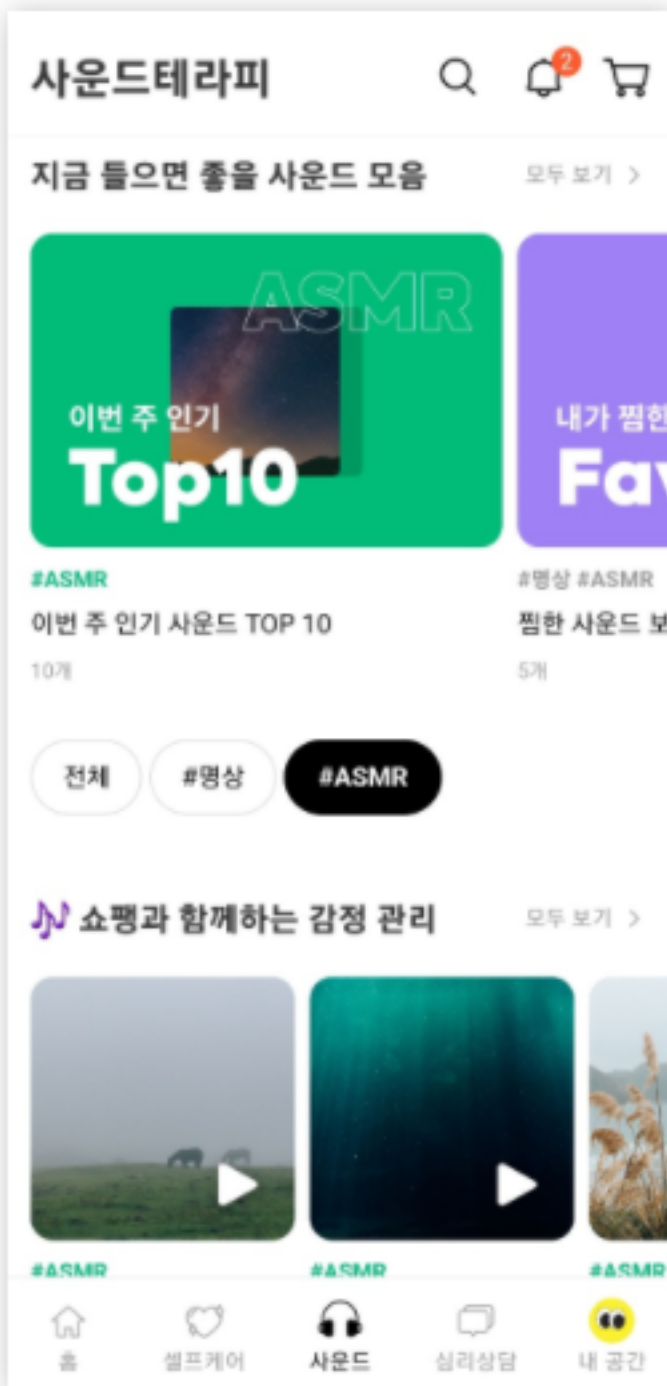 사운드테라피
2
지금 들으면 좋을 사운드 모음
모두 보기 >
ASMR
이번 주 인기
Top10
내가 찜한
Fav
#ASMR
이번 주 인기 사운드 TOP 10
10개
#명상 #ASMR
찜한 사운드 보
5개
전체
#명상
#ASMR
쇼팽과 함께하는 감정 관리
모두 보기 >
#ASMR
#ASMR
#ASMR
홈
셀프케어
사운드
심리상담
내 공간